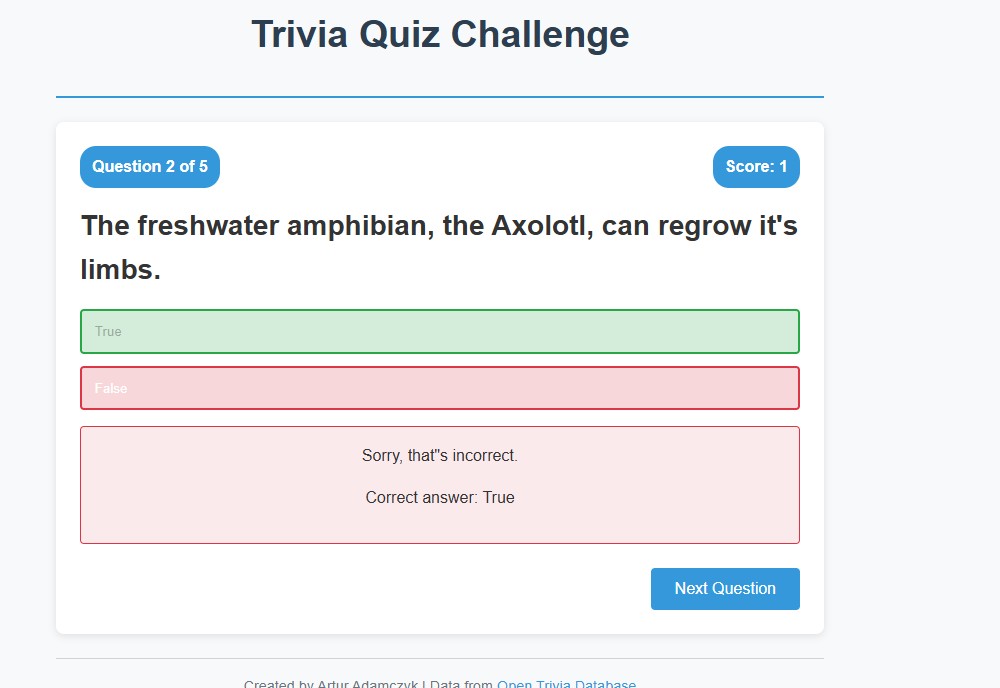 Trivia Quiz Challenge
Question 2 of 5
Score: 1
The freshwater amphibian, the Axolotl, can regrow it's
limbs.
True
False
Sorry, that"s incorrect.
Correct answer: True
Next Question
Created by Artur Adamczyk | Data from Open Trivia Database